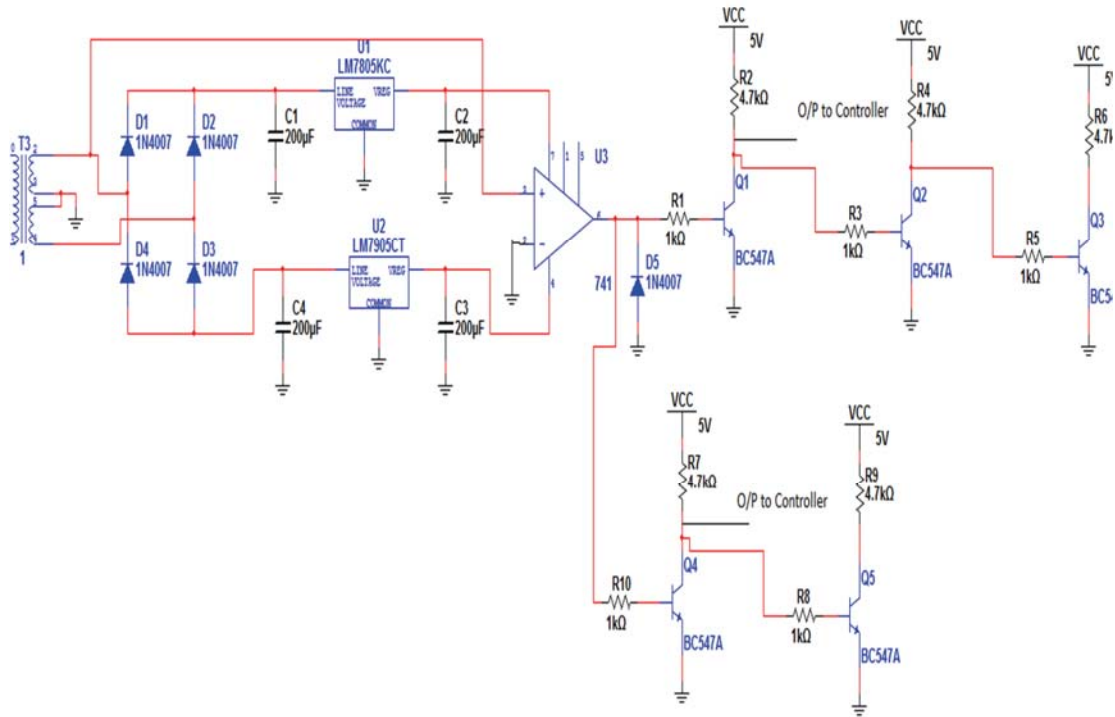 VCC
5V
R2
4.7kΩ
O/P to Controller
VCC
5V
R4
4.7kΩ
VCC
5V
R6
4.7k
U1
LM7805KC
LINE
VOLTAGE
VREG
COMMON
D1
1N4007
D2
1N4007
C1
200µF
C2
200µF
T3
1
U3
7
1
5
3
2
6
4
741
R1
1kΩ
Q1
BC547A
R3
1kΩ
Q2
BC547A
R5
1kΩ
Q3
BC54
D4
1N4007
D3
1N4007
U2
LM7905CT
LINE
VOLTAGE
VREG
COMMON
C4
200µF
C3
200µF
D5
1N4007
VCC
5V
R7
4.7kΩ
O/P to Controller
VCC
5V
R9
4.7kΩ
R10
1kΩ
Q4
BC547A
R8
1kΩ
Q5
BC547A